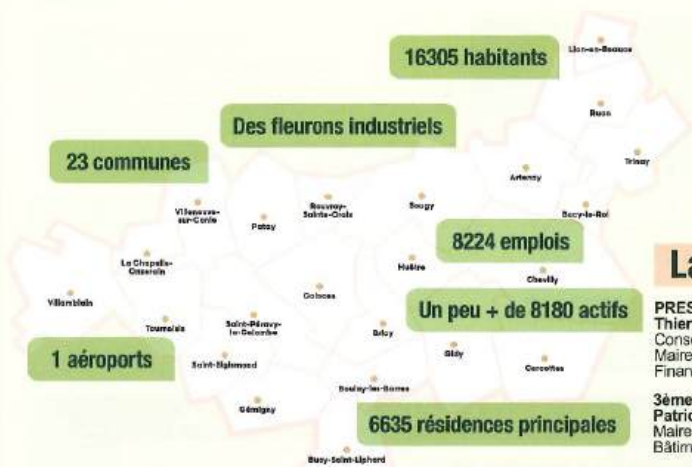 16305 habitants
Lion-en-Beauce
Ruan
Des fleurons industriels
Trinay
23 communes
Artenay
Villeneuve-
sur-Conie
Patay
Rouvray-
Sainte-Croix
Sougy
Bucy-le-Roi
8224 emplois
La Chapelle-
Onzerain
Huêtre
Chevilly
La
Villamblain
Coinces
Un peu + de 8180 actifs
PRES
Thier
Conse
Maire
Finan
Tournoisis
Saint-Péravy-
la-Colombe
Bricy
Gidy
Cercottes
1 aéroports
Saint-Sigismond
Boulay-les-Barres
3ème
Patric
Maire
Bâtim
Gémigny
6635 résidences principales
Bucy-Saint-Liphard